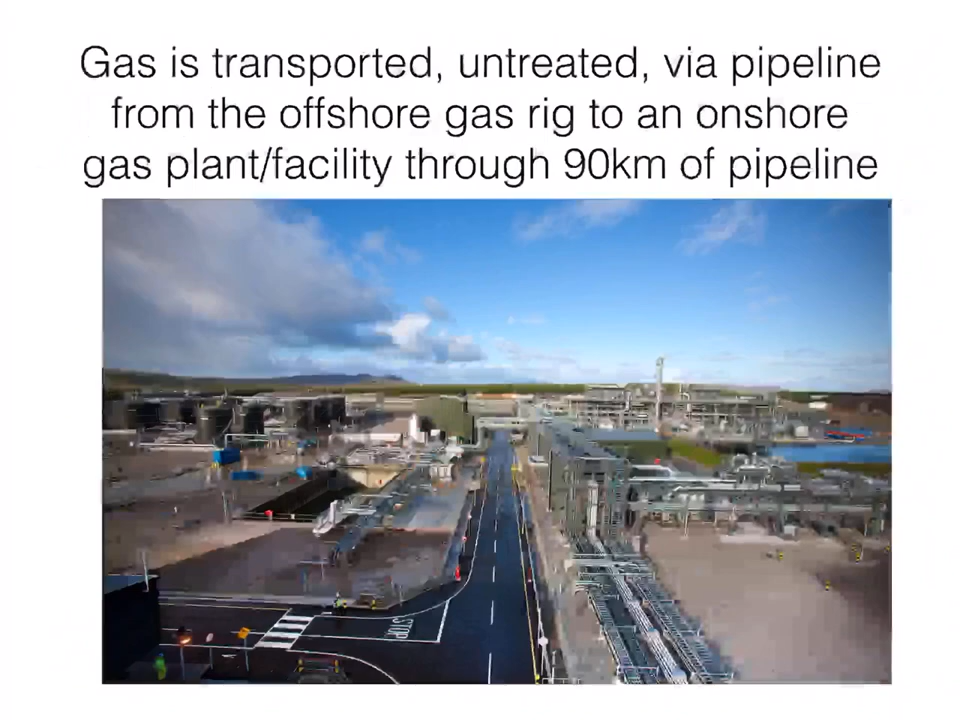 Gas is transported, untreated, via pipeline
from the offshore gas rig to an onshore
gas plant/facility through 90km of pipeline
STOP